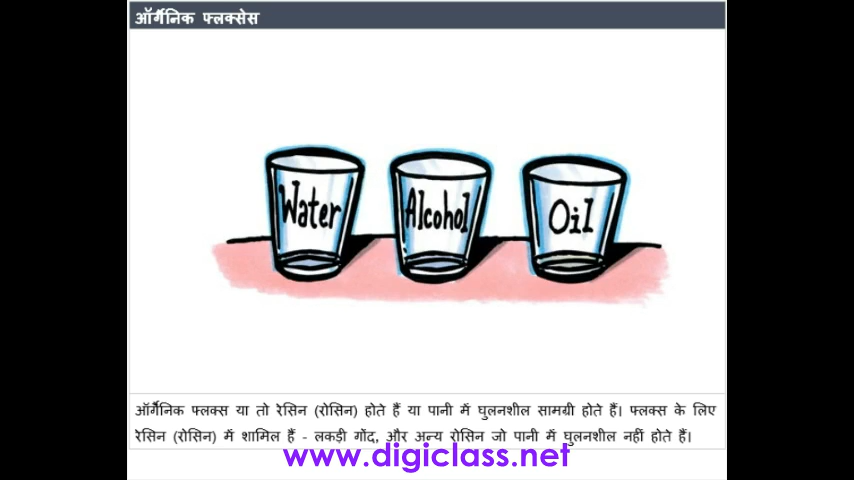 ऑर्गैनिक फ्लक्सेस
Water Alcohol Oil
ऑर्गैनिक फ्लक्स या तो रेसिन (रोसिन) होते हैं या पानी में घुलनशील सामग्री होते हैं। फ्लक्स के लिए
रेसिन (रोसिन) में शामिल हैं - लकड़ी गोंद, और अन्य रोसिन जो पानी में घुलनशील नहीं होते हैं।
www.digiclass.net